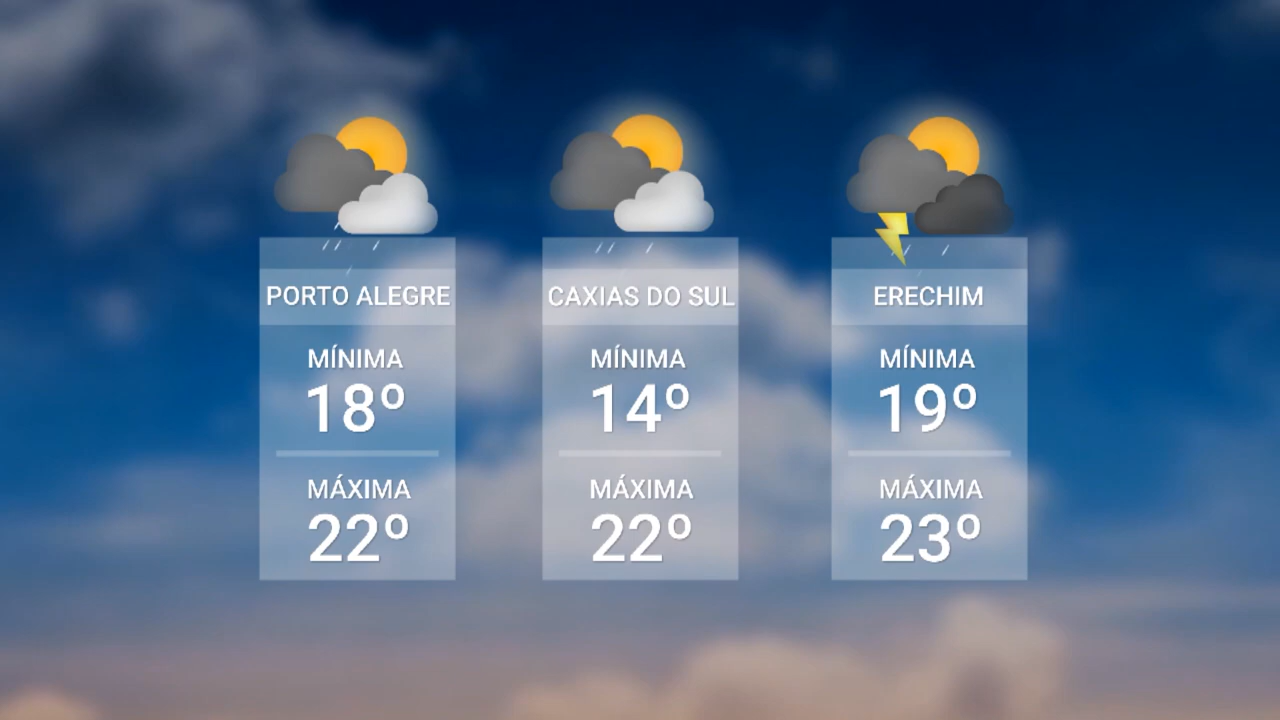 PORTO ALEGRE
MÍNIMA
18º
MÁXIMA
22º
CAXIAS DO SUL
MÍNIMA
14º
MÁXIMA
22º
ERECHIM
MÍNIMA
19º
MÁXIMA
23º